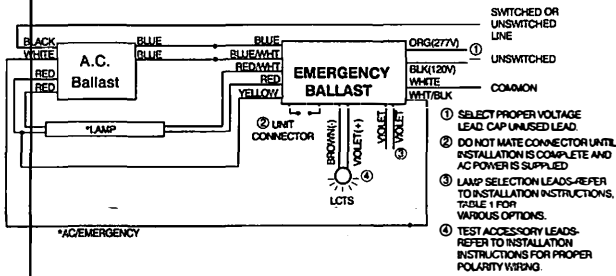 SWITCHED OR
UNSWITCHED
LINE
BLACK
BLUE
BLUE
ORG(277V)
①
WHITE
A.C.
Ballast
BLUE
BLUE/WHT
UNSWITCHED
RED
RED/WHT
EMERGENCY
BALLAST
BLK(120V)
RED
RED
WHITE
COMMON
YELLOW
WHT/BLK
*LAMP
② UNIT
CONNECTOR
BROWN(-)
VIOLET(+)
VIOLET
VIOLET
③
④
LCTS
*AC/EMERGENCY
① SELECT PROPER VOLTAGE
LEAD. CAP UNUSED LEAD.
② DO NOT MATE CONNECTOR UNTIL
INSTALLATION IS COMPLETE AND
AC POWER IS SUPPLIED
③ LAMP SELECTION LEADS-REFER
TO INSTALLATION INSTRUCTIONS,
TABLE 1 FOR
VARIOUS OPTIONS.
④ TEST ACCESSORY LEADS-
REFER TO INSTALLATION
INSTRUCTIONS FOR PROPER
POLARITY WIRING.